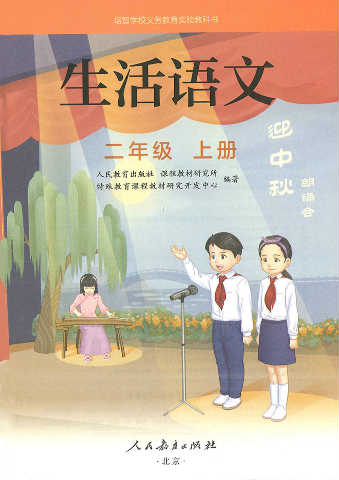 培智学校义务教育实验教科书
生活语文
二年级 上册
人民教育出版社 课程教材研究所
特殊教育课程教材研究开发中心
编著
迎中秋
朗诵会
人民教育出版社
·北京·